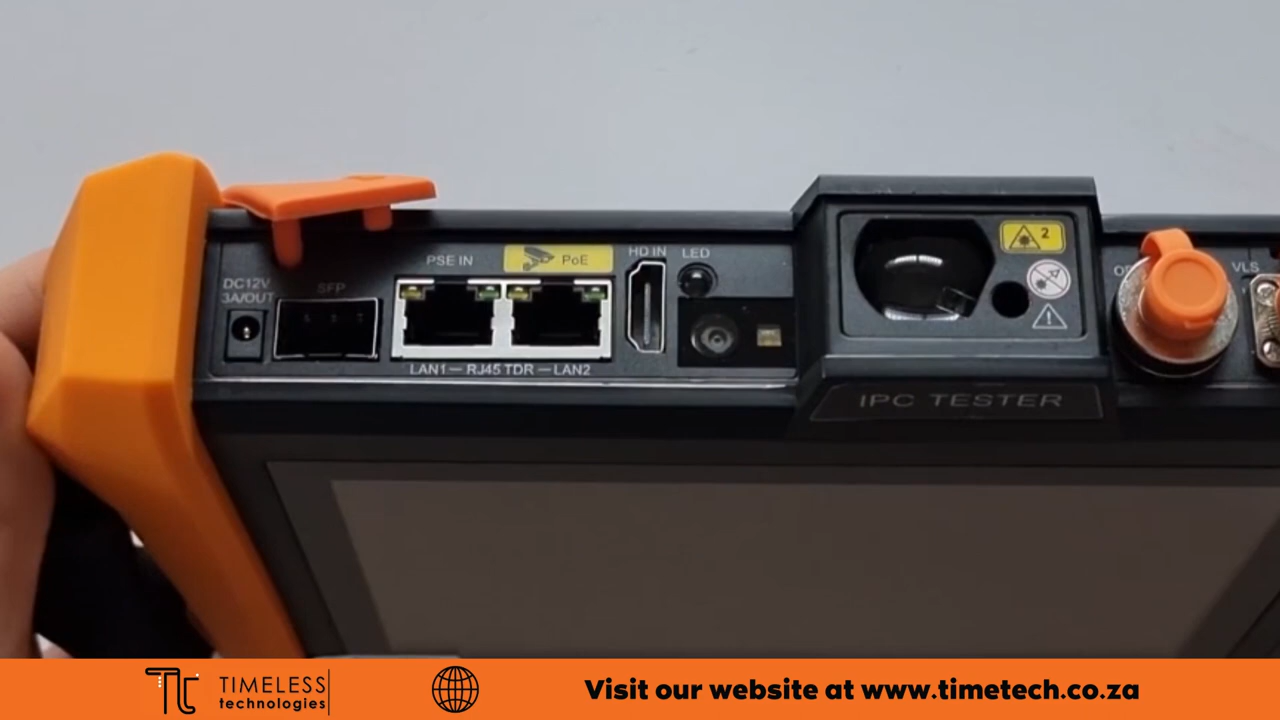 PSE IN
PoE
HD IN
LED
2
DC12V
3A/OUT
SFP
VLS
LAN1 — RJ45 TDR — LAN2
IPC TESTER
TIMELESS
technologies
Visit our website at www.timetech.co.za